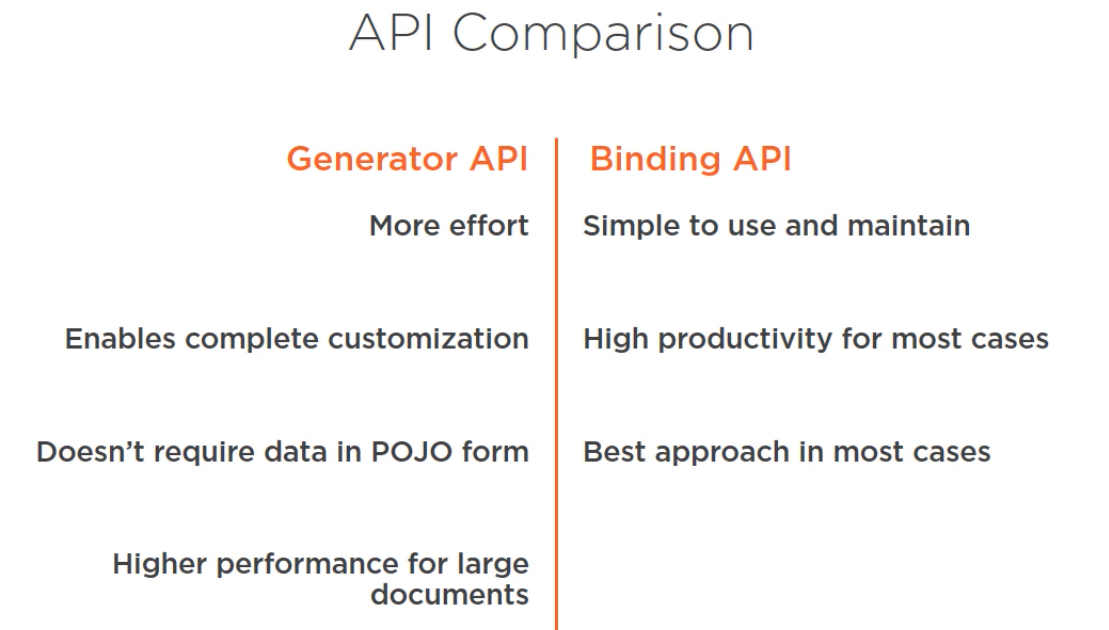 API Comparison
Generator API
More effort
Enables complete customization
Doesn't require data in POJO form
Higher performance for large
documents
Binding API
Simple to use and maintain
High productivity for most cases
Best approach in most cases